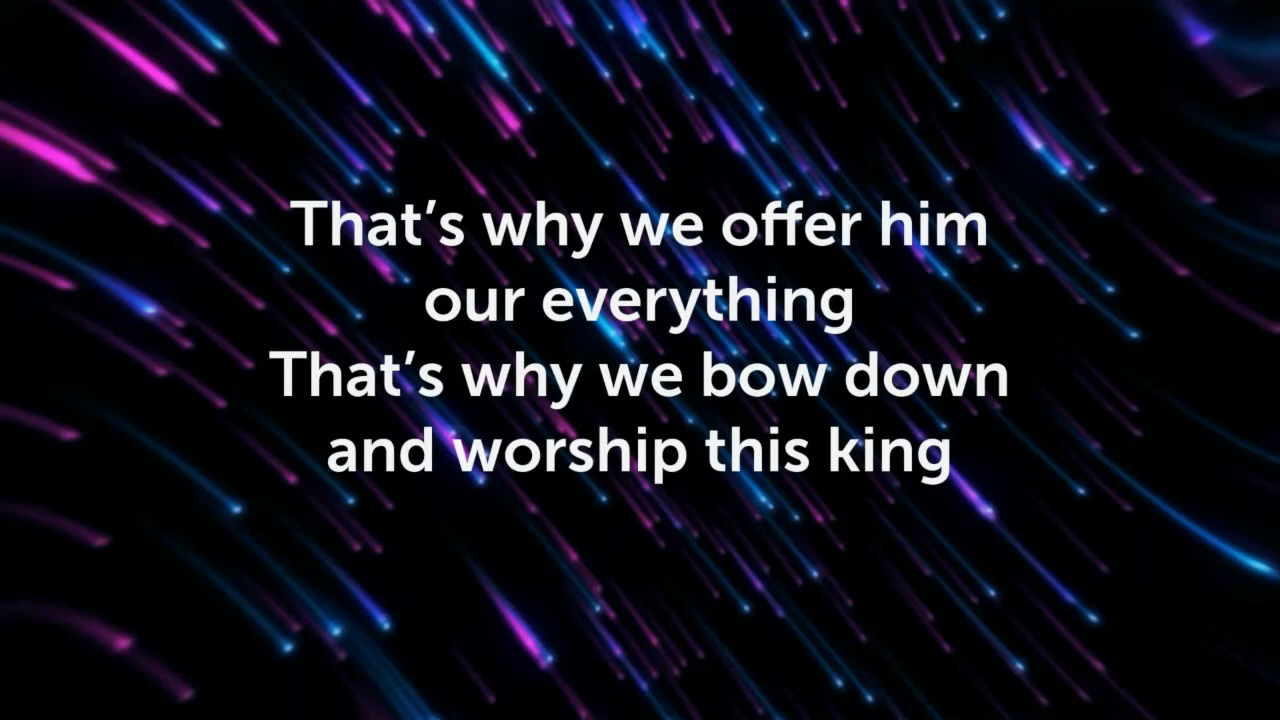 That’s why we offer him
our everything
That’s why we bow down
and worship this king